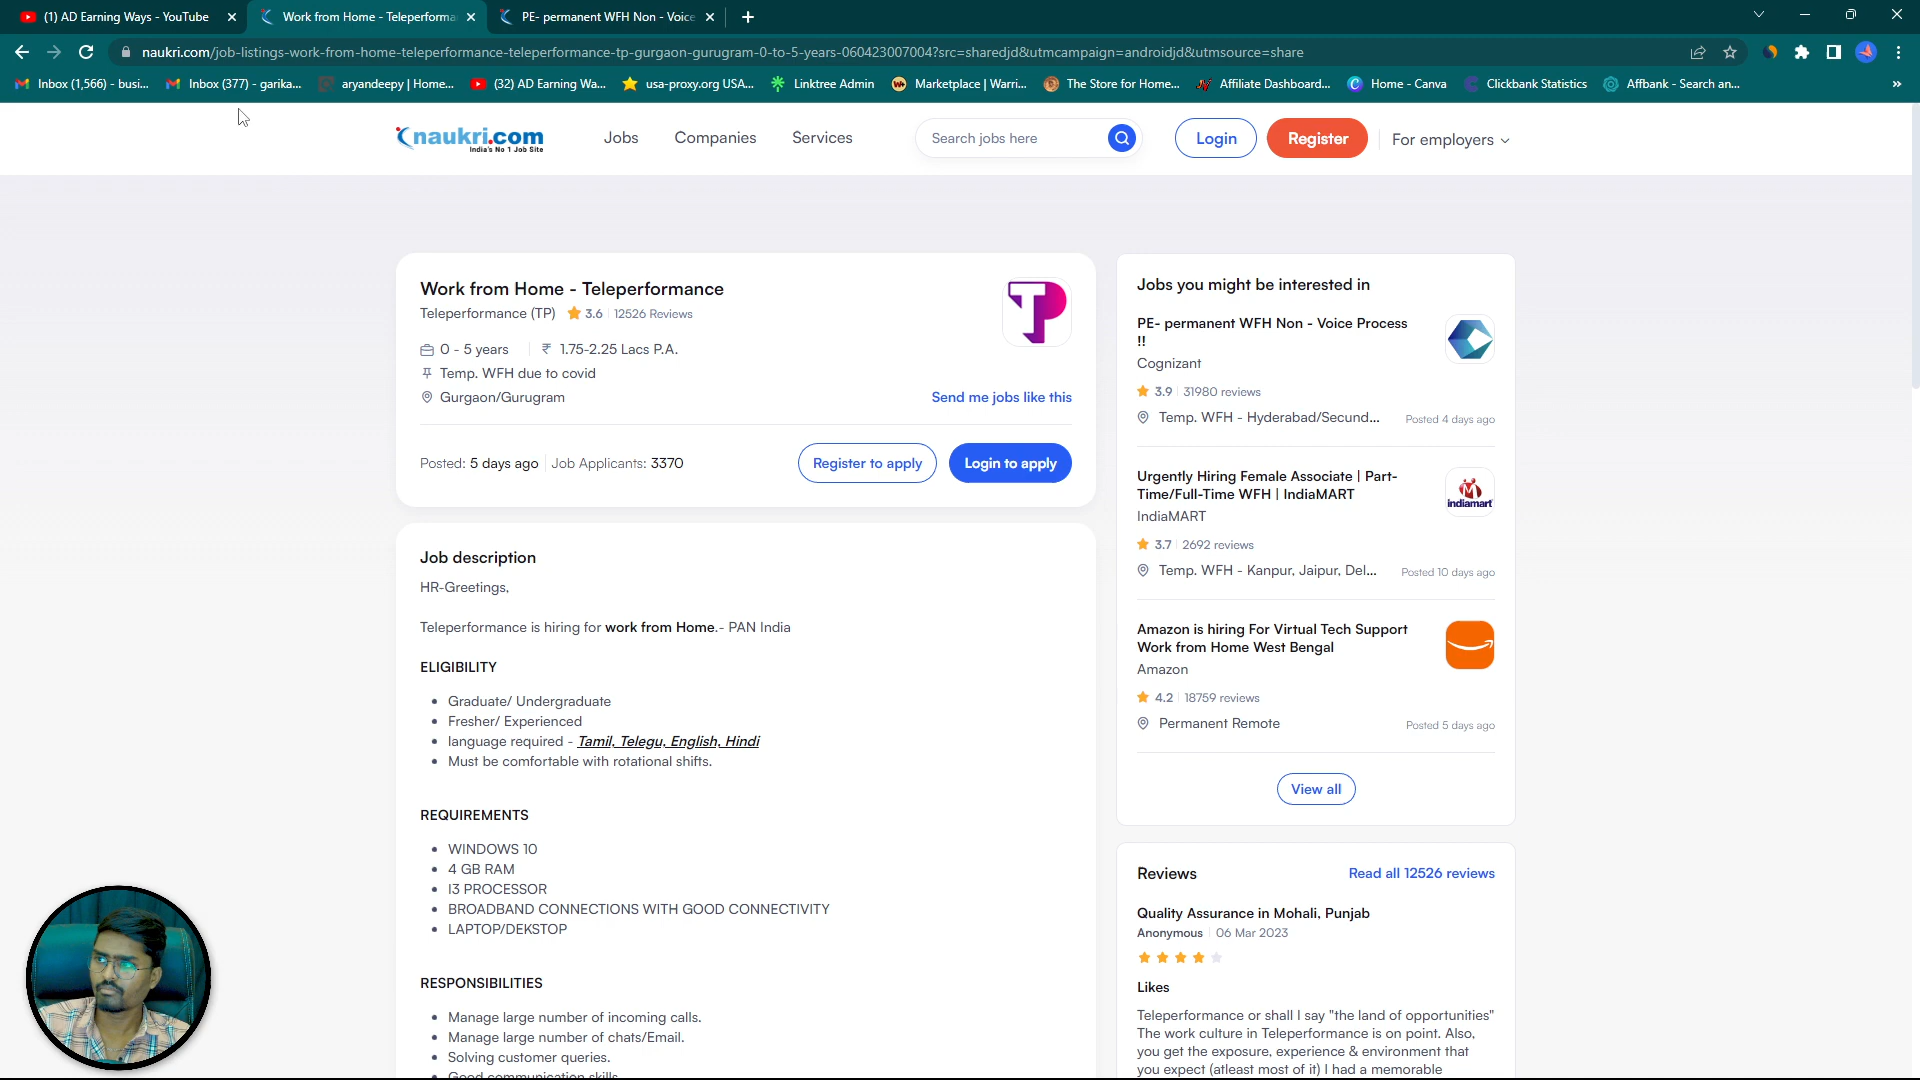 (1) AD Earning Ways - YouTube
Work from Home - Teleperforma
PE- permanent WFH Non - Voice
naukri.com/job-listings-work-from-home-teleperformance-teleperformance-tp-gurgaon-gurugram-0-to-5-years-060423007004?src=sharedjd&utmcampaign=androidjd&utmsource=share
Inbox (1,566) - busi...
Inbox (377) - garika...
aryandeepy | Home...
(32) AD Earning Wa...
usa-proxy.org USA...
Linktree Admin
Marketplace | Warri...
The Store for Home...
Affiliate Dashboard...
Home - Canva
Clickbank Statistics
Affbank - Search an...
naukri.com
India's No 1 Job Site
Jobs
Companies
Services
Search jobs here
Login
Register
For employers
Work from Home - Teleperformance
Teleperformance (TP) 3.6 12526 Reviews
0 - 5 years ₹ 1.75-2.25 Lacs P.A.
Temp. WFH due to covid
Gurgaon/Gurugram
Send me jobs like this
Posted: 5 days ago Job Applicants: 3370
Register to apply
Login to apply
Job description
HR-Greetings,
Teleperformance is hiring for work from Home.- PAN India
ELIGIBILITY
• Graduate/ Undergraduate
• Fresher/ Experienced
• language required - Tamil, Telegu, English, Hindi
• Must be comfortable with rotational shifts.
REQUIREMENTS
• WINDOWS 10
• 4 GB RAM
• I3 PROCESSOR
• BROADBAND CONNECTIONS WITH GOOD CONNECTIVITY
• LAPTOP/DEKSTOP
RESPONSIBILITIES
• Manage large number of incoming calls.
• Manage large number of chats/Email.
• Solving customer queries.
• Good communication skills
Jobs you might be interested in
PE- permanent WFH Non - Voice Process
!!
Cognizant
3.9 31980 reviews
Temp. WFH - Hyderabad/Secund... Posted 4 days ago
Urgently Hiring Female Associate | Part-
Time/Full-Time WFH | IndiaMART
IndiaMART
indiamart
3.7 2692 reviews
Temp. WFH - Kanpur, Jaipur, Del... Posted 10 days ago
Amazon is hiring For Virtual Tech Support
Work from Home West Bengal
Amazon
4.2 18759 reviews
Permanent Remote Posted 5 days ago
View all
Reviews
Read all 12526 reviews
Quality Assurance in Mohali, Punjab
Anonymous 06 Mar 2023
Likes
Teleperformance or shall I say "the land of opportunities"
The work culture in Teleperformance is on point. Also,
you get the exposure, experience & environment that
you expect (atleast most of it) I had a memorable